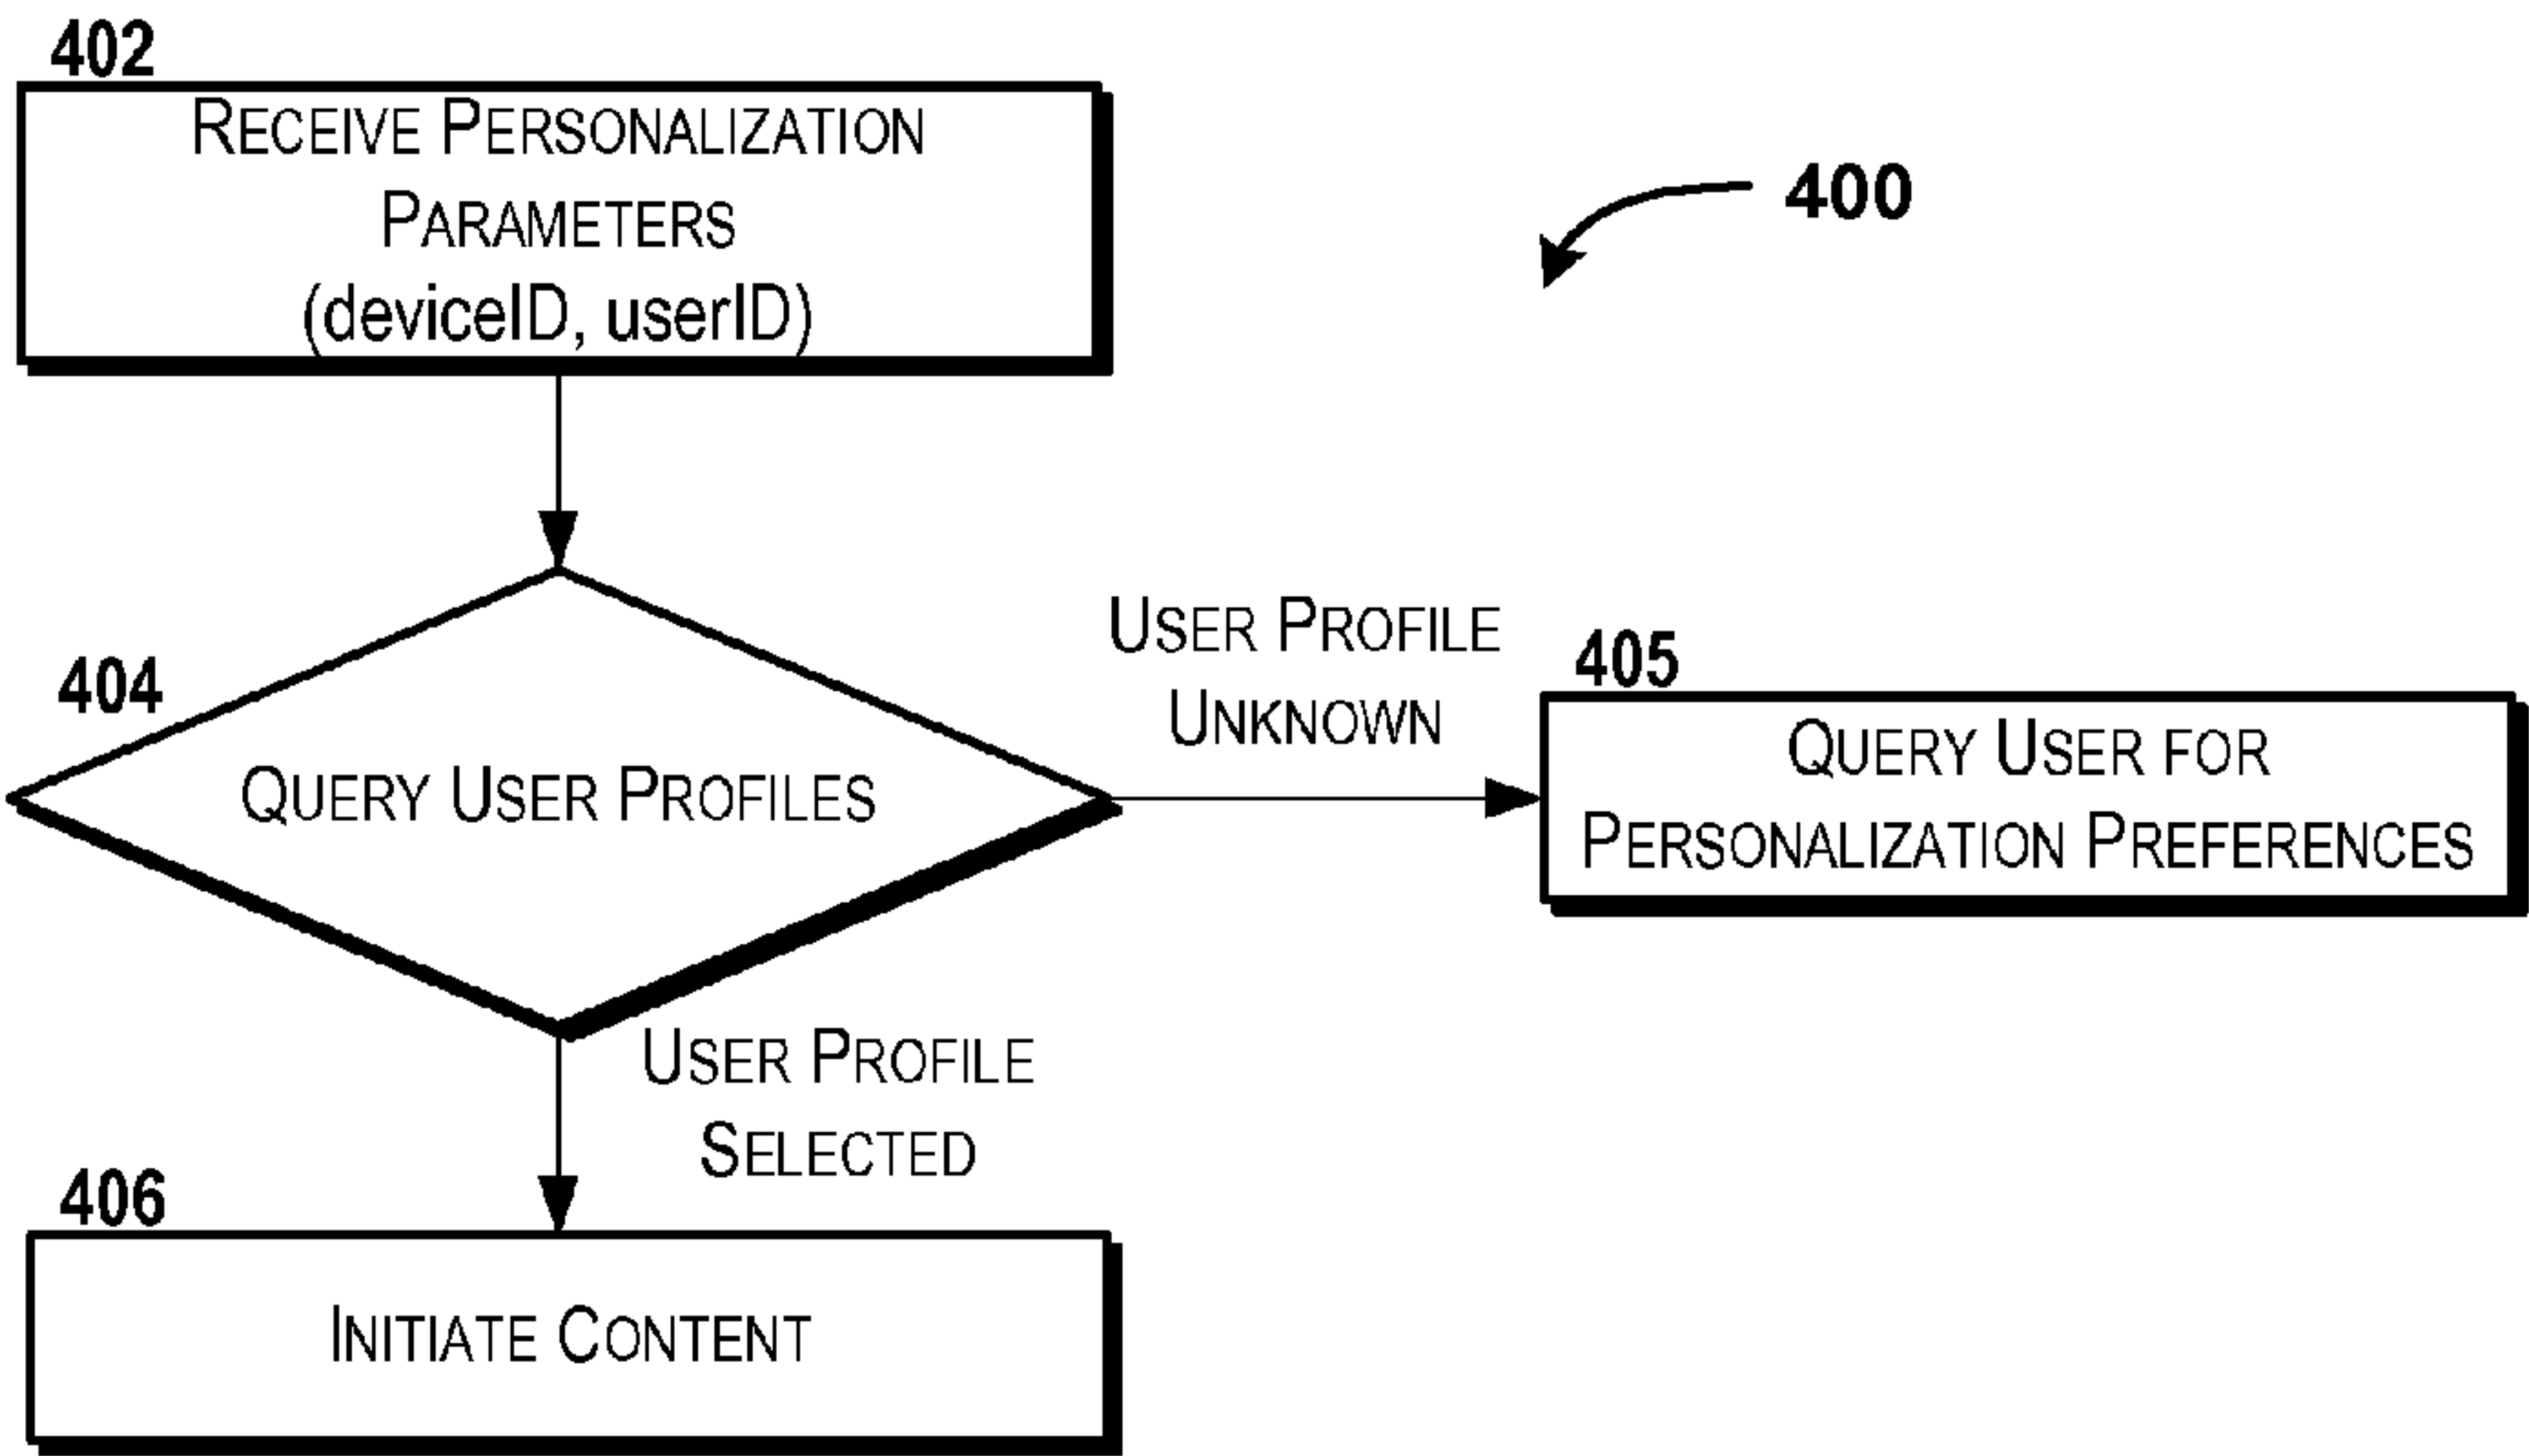 402
RECEIVE PERSONALIZATION
PARAMETERS
(deviceID, userID)
400
404
QUERY USER PROFILES
USER PROFILE
UNKNOWN
405
QUERY USER FOR
PERSONALIZATION PREFERENCES
USER PROFILE
SELECTED
406
INITIATE CONTENT